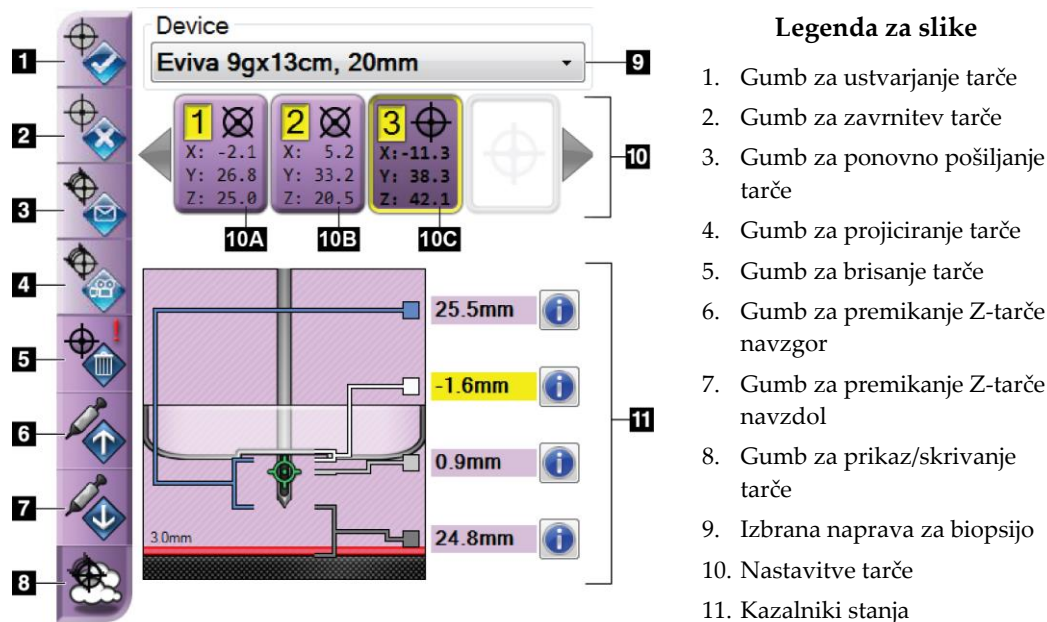 Device
Eviva 9gx13cm, 20mm
1
2
3
4
5
6
7
8
9
10
11
1
X: -2.1
Y: 26.8
Z: 25.0
2
X: 5.2
Y: 33.2
Z: 20.5
3
X:-11.3
Y: 38.3
Z: 42.1
10A
10B
10C
25.5mm
-1.6mm
0.9mm
24.8mm
3.0mm
Legenda za slike
1. Gumb za ustvarjanje tarče
2. Gumb za zavrnitev tarče
3. Gumb za ponovno pošiljanje
tarče
4. Gumb za projiciranje tarče
5. Gumb za brisanje tarče
6. Gumb za premikanje Z-tarče
navzgor
7. Gumb za premikanje Z-tarče
navzdol
8. Gumb za prikaz/skrivanje
tarče
9. Izbrana naprava za biopsijo
10. Nastavitve tarče
11. Kazalniki stanja